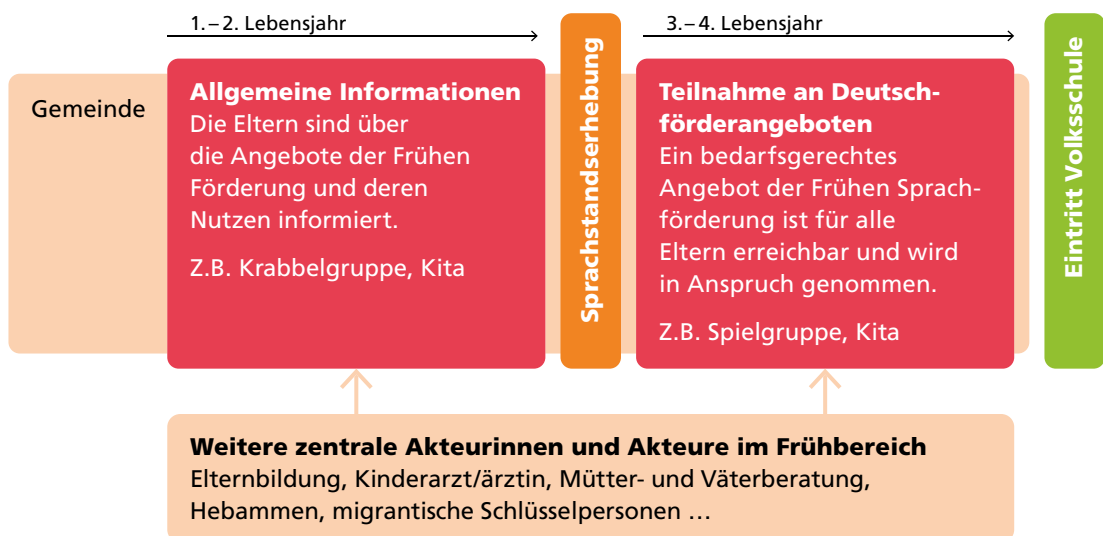 1.–2. Lebensjahr
3.–4. Lebensjahr
Gemeinde
Allgemeine Informationen
Die Eltern sind über
die Angebote der Frühen
Förderung und deren
Nutzen informiert.
Z.B. Krabbelgruppe, Kita
Sprachstandserhebung
Teilnahme an Deutsch-
förderangeboten
Ein bedarfsgerechtes
Angebot der Frühen Sprach-
förderung ist für alle
Eltern erreichbar und wird
in Anspruch genommen.
Z.B. Spielgruppe, Kita
Eintritt Volksschule
Weitere zentrale Akteurinnen und Akteure im Frühbereich
Elternbildung, Kinderarzt/ärztin, Mütter- und Väterberatung,
Hebammen, migrantische Schlüsselpersonen …